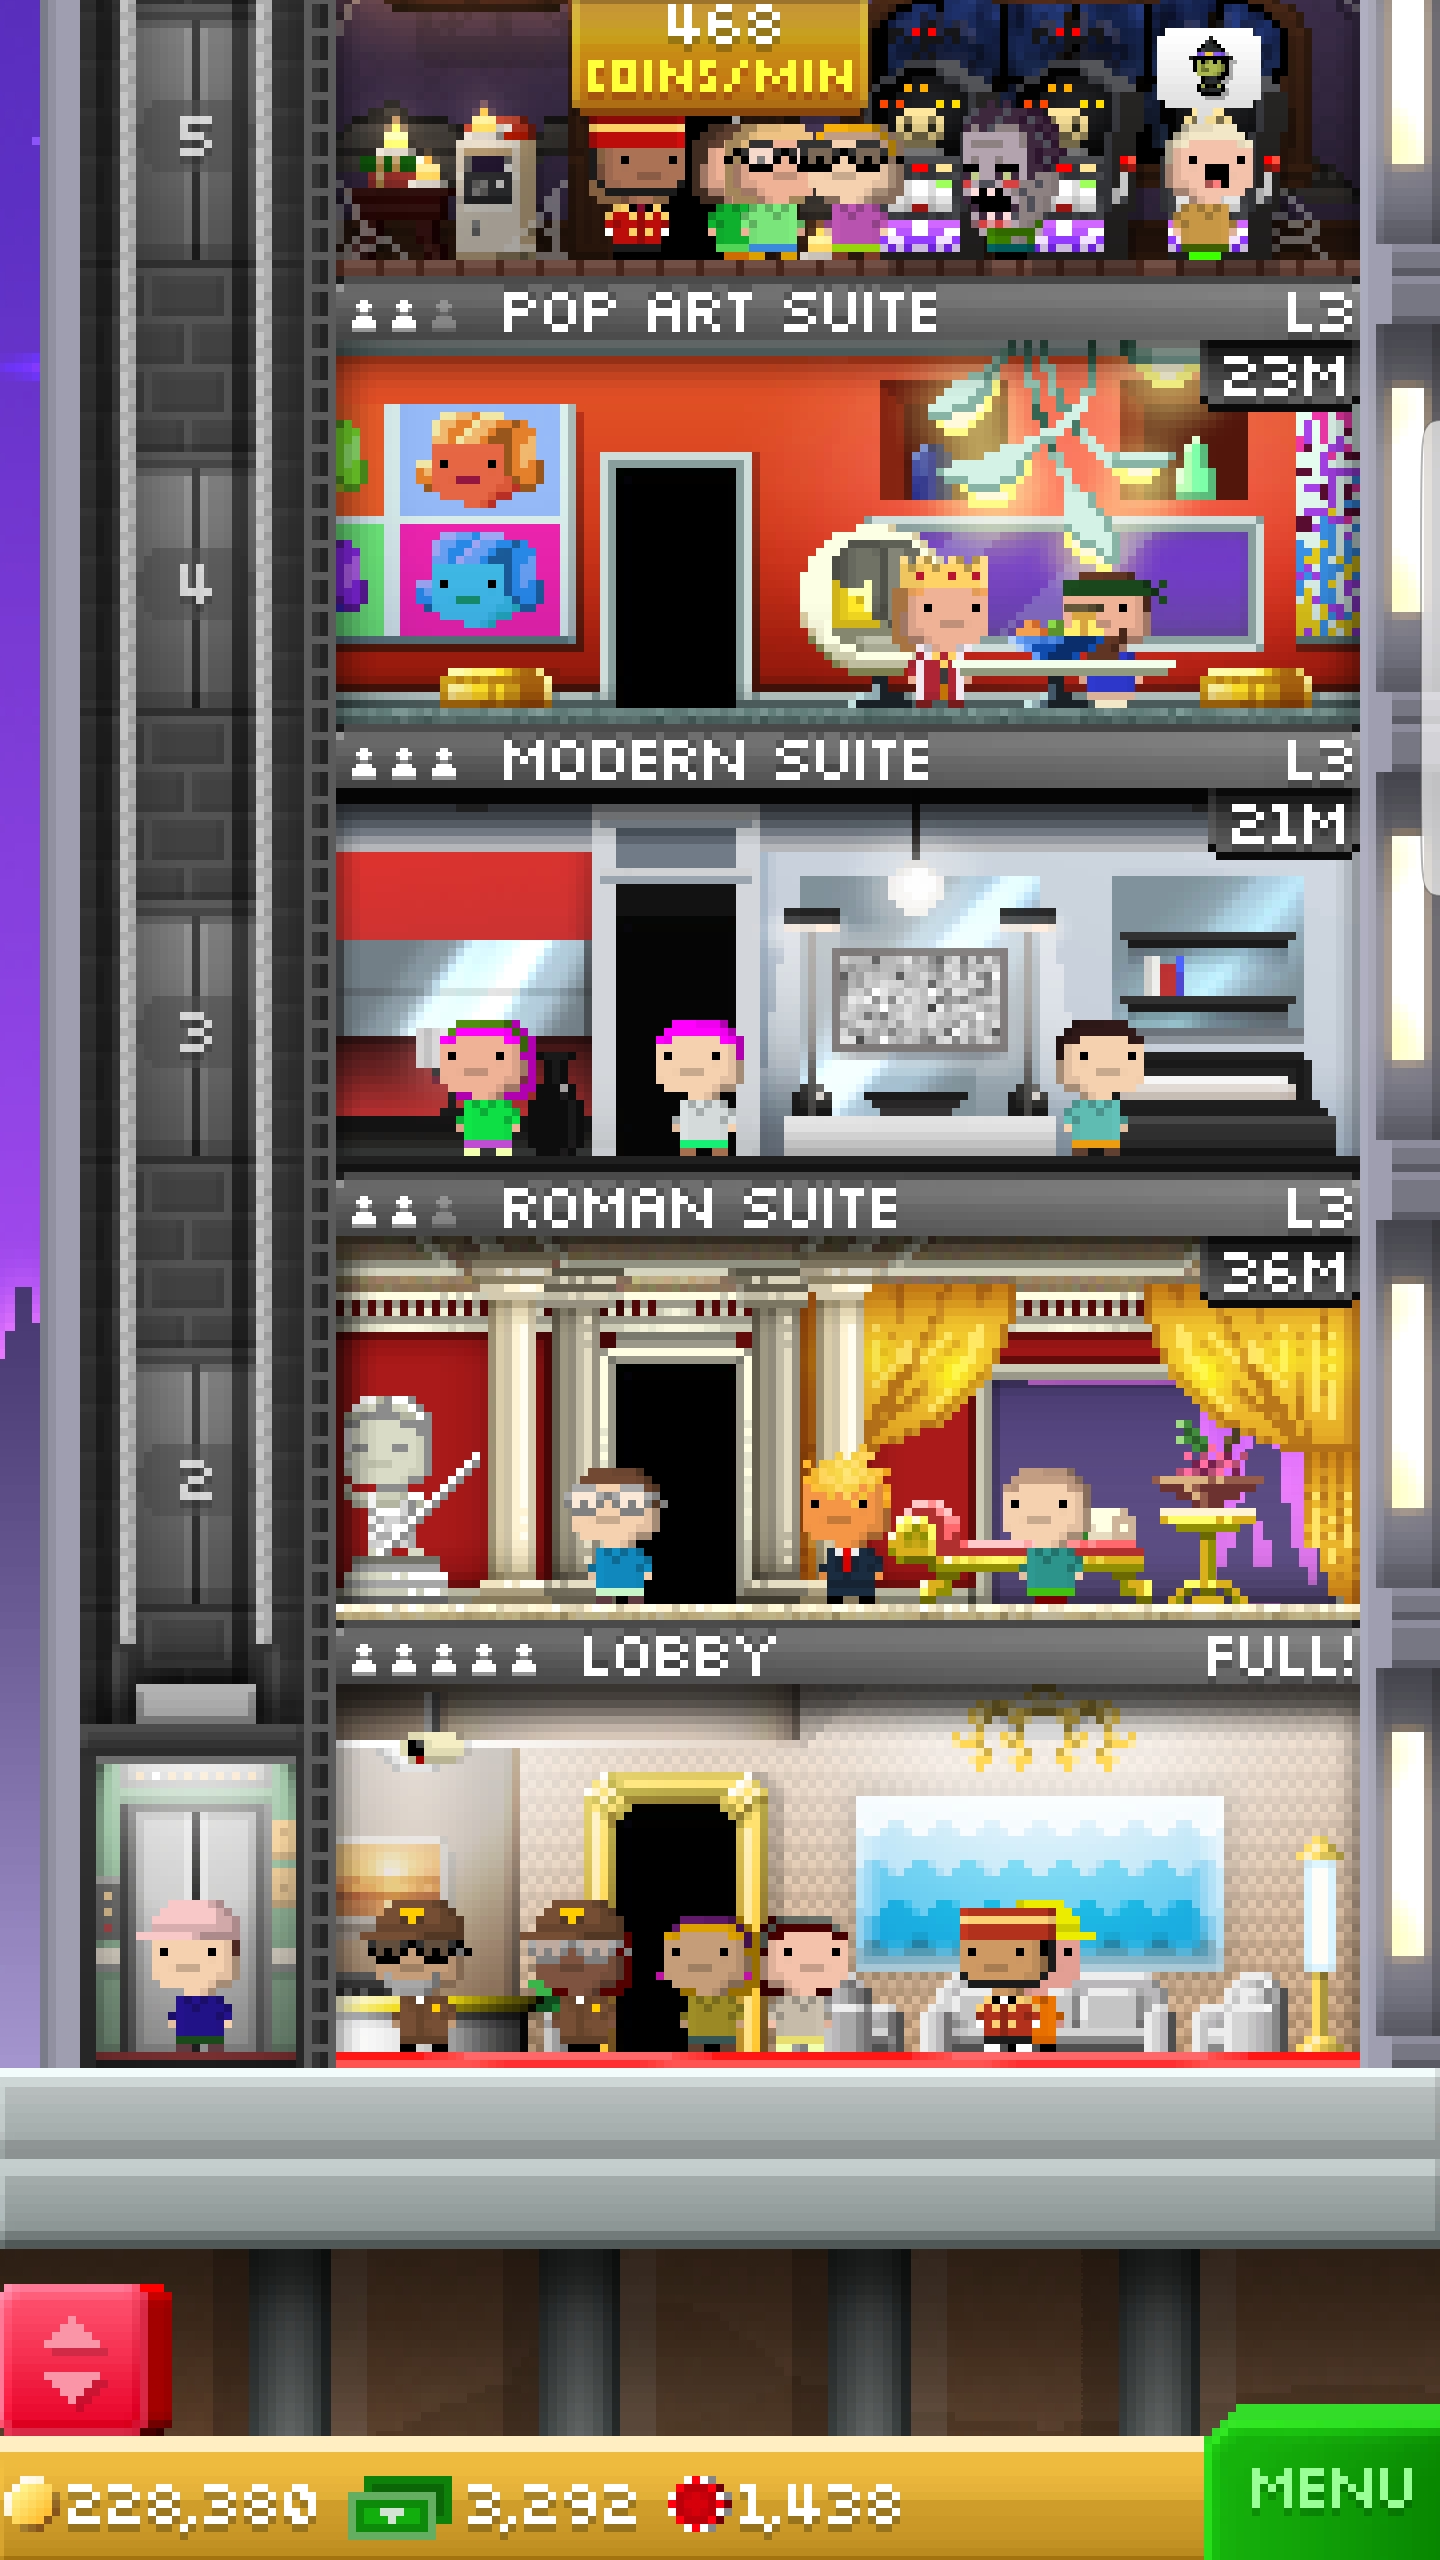 468
COINS/MIN
5
POP ART SUITE L3
23M
4
MODERN SUITE L3
21M
3
ROMAN SUITE L3
36M
2
LOBBY FULL!
228,380 3,292 1,438
MENU